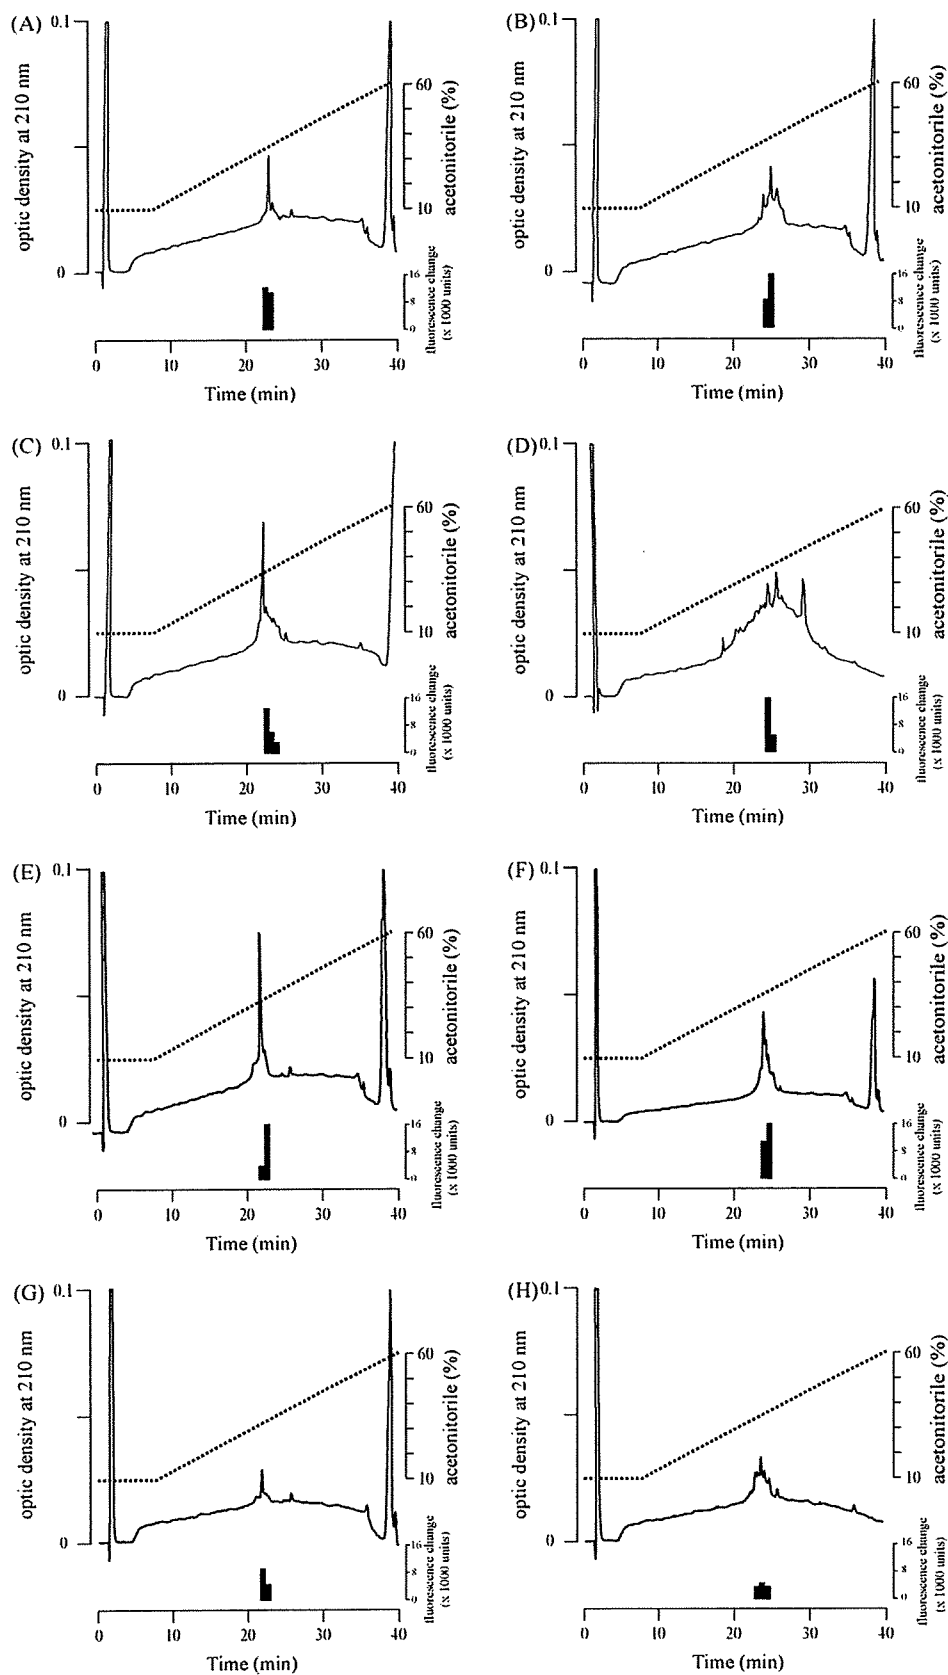 (A)
0.1
optic density at 210 nm
0
60
acetonitorile (%)
10
16
8
0
fluorescence change
(x 1000 units)
0 10 20 30 40
Time (min)
(B)
0.1
optic density at 210 nm
0
60
acetonitorile (%)
10
16
8
0
fluorescence change
(x 1000 units)
0 10 20 30 40
Time (min)
(C)
0.1
optic density at 210 nm
0
60
acetonitorile (%)
10
16
8
0
fluorescence change
(x 1000 units)
0 10 20 30 40
Time (min)
(D)
0.1
optic density at 210 nm
0
60
acetonitorile (%)
10
16
8
0
fluorescence change
(x 1000 units)
0 10 20 30 40
Time (min)
(E)
0.1
optic density at 210 nm
0
60
acetonitorile (%)
10
16
8
0
fluorescence change
(x 1000 units)
0 10 20 30 40
Time (min)
(F)
0.1
optic density at 210 nm
0
60
acetonitorile (%)
10
16
8
0
fluorescence change
(x 1000 units)
0 10 20 30 40
Time (min)
(G)
0.1
optic density at 210 nm
0
60
acetonitorile (%)
10
16
8
0
fluorescence change
(x 1000 units)
0 10 20 30 40
Time (min)
(H)
0.1
optic density at 210 nm
0
60
acetonitorile (%)
10
16
8
0
fluorescence change
(x 1000 units)
0 10 20 30 40
Time (min)